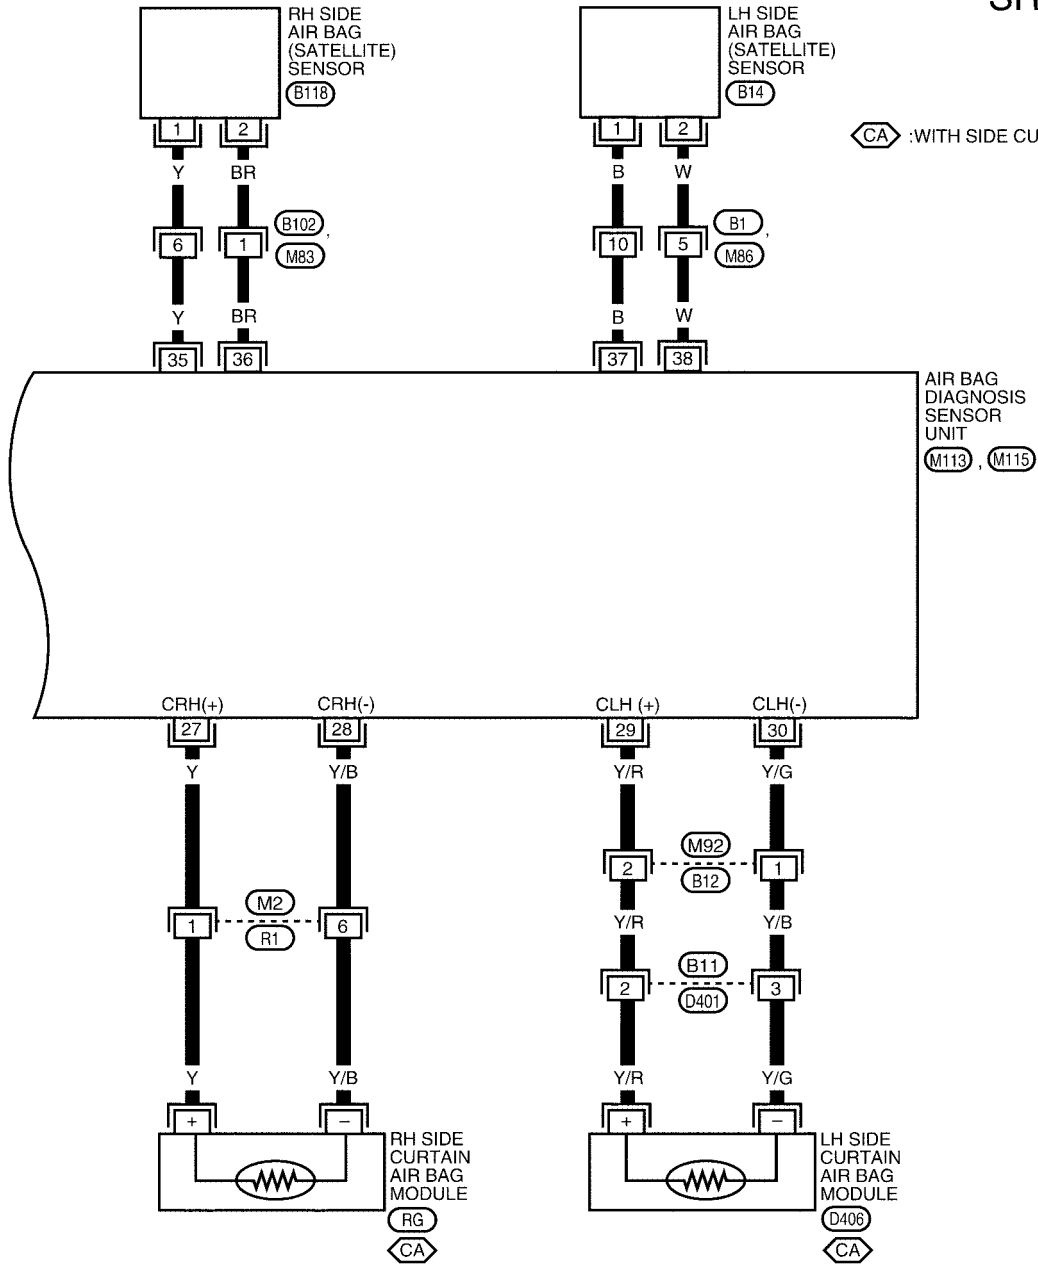 RH SIDE
AIR BAG
(SATELLITE)
SENSOR
B118
LH SIDE
AIR BAG
(SATELLITE)
SENSOR
B14
1 2
1 2
CA :WITH SIDE CU
Y BR
B W
B102 ,
M83
B1 ,
M86
6 1
10 5
Y BR
B W
35 36
37 38
AIR BAG
DIAGNOSIS
SENSOR
UNIT
M113 , M115
CRH(+) CRH(-) CLH (+) CLH(-)
27 28 29 30
Y Y/B Y/R Y/G
M92
2 1
B12
M2
1 6
R1
Y/R Y/B
B11
2 3
D401
Y Y/B Y/R Y/G
+ − + −
RH SIDE
CURTAIN
AIR BAG
MODULE
RG
CA
LH SIDE
CURTAIN
AIR BAG
MODULE
D406
CA